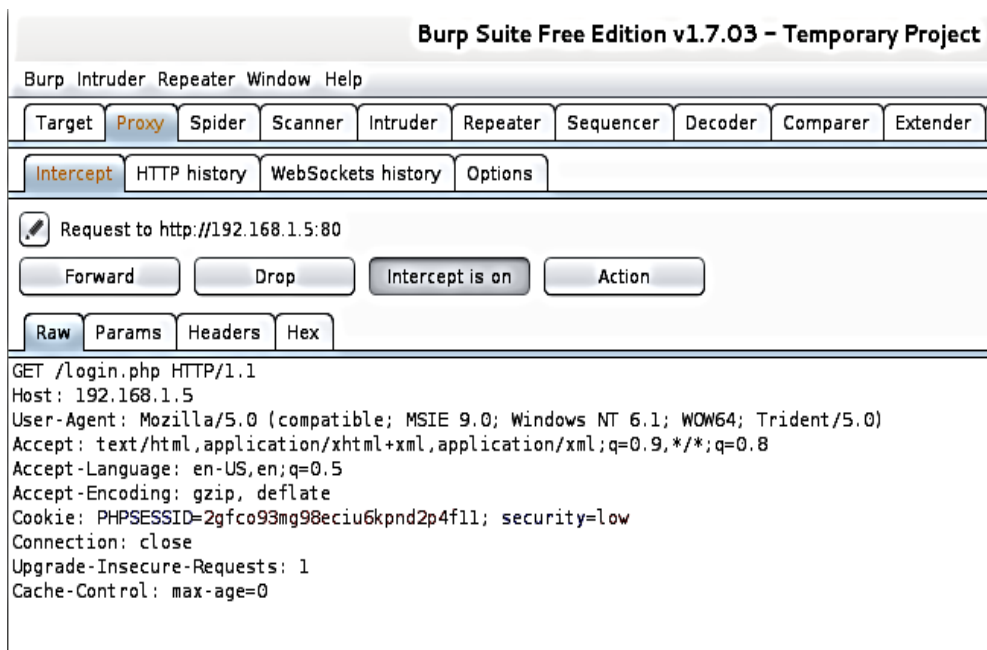 Burp Suite Free Edition v1.7.03 – Temporary Project
Burp Intruder Repeater Window Help
Target Proxy Spider Scanner Intruder Repeater Sequencer Decoder Comparer Extender
Intercept HTTP history WebSockets history Options
Request to http://192.168.1.5:80
Forward Drop Intercept is on Action
Raw Params Headers Hex
GET /login.php HTTP/1.1
Host: 192.168.1.5
User-Agent: Mozilla/5.0 (compatible; MSIE 9.0; Windows NT 6.1; WOW64; Trident/5.0)
Accept: text/html,application/xhtml+xml,application/xml;q=0.9,*/*;q=0.8
Accept-Language: en-US,en;q=0.5
Accept-Encoding: gzip, deflate
Cookie: PHPSESSID=2gfco93mg98eciu6kpnd2p4f11; security=low
Connection: close
Upgrade-Insecure-Requests: 1
Cache-Control: max-age=0